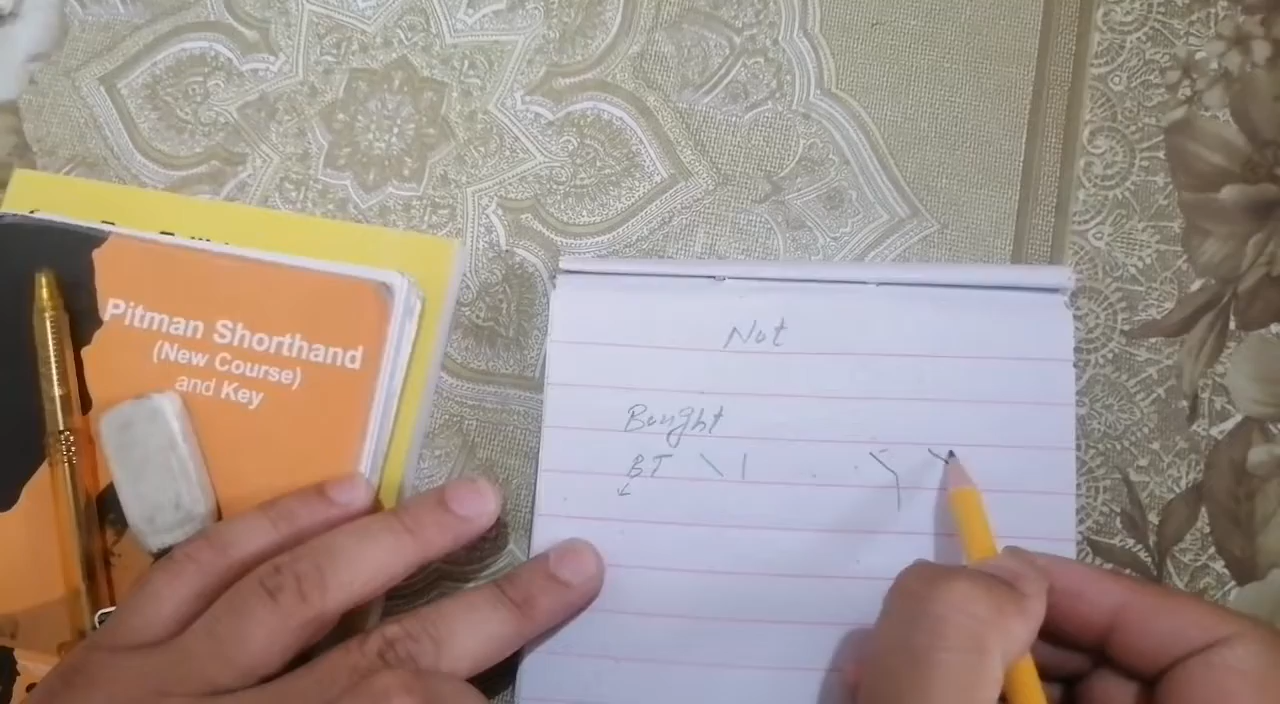 Pitman Shorthand
(New Course)
and Key
Not
Bought
BT